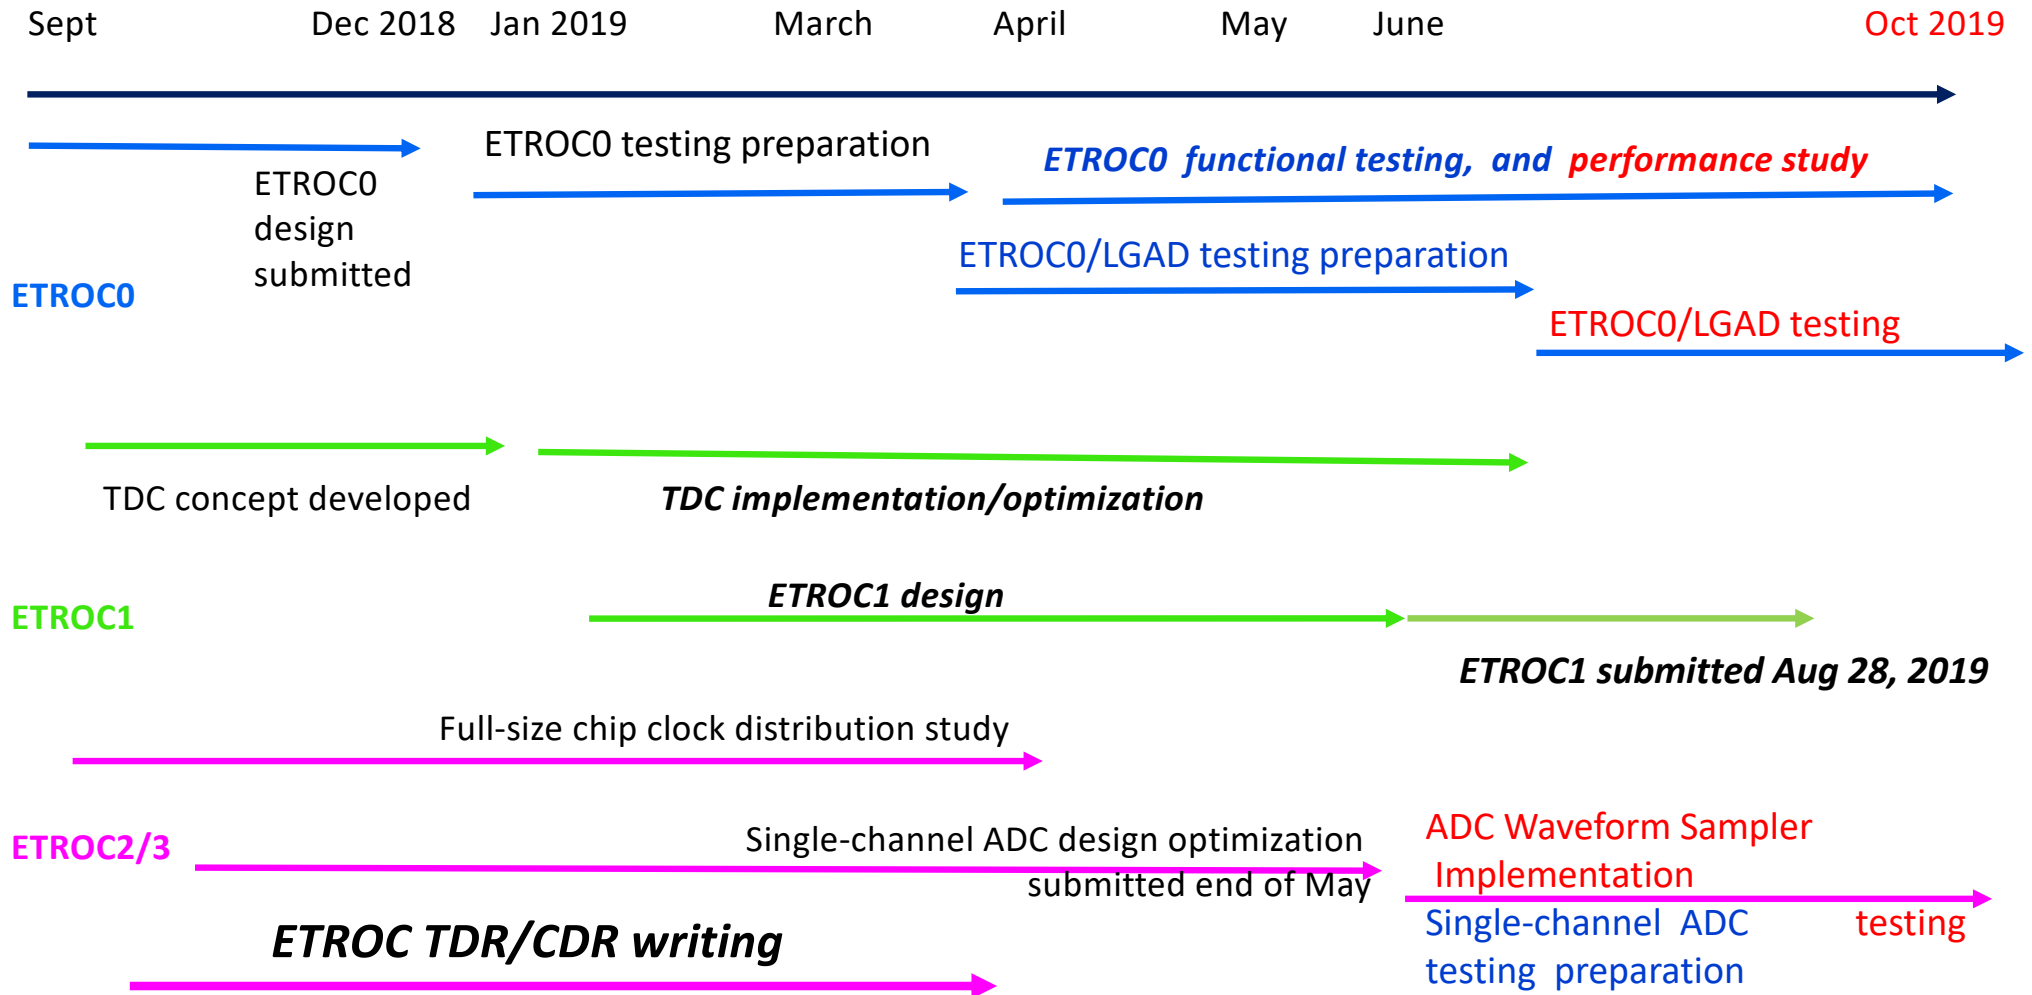 Sept Dec 2018 Jan 2019 March April May June Oct 2019
ETROC0 testing preparation
ETROC0 functional testing, and performance study
ETROC0
design
submitted
ETROC0/LGAD testing preparation
ETROC0
ETROC0/LGAD testing
TDC concept developed
TDC implementation/optimization
ETROC1 design
ETROC1
ETROC1 submitted Aug 28, 2019
Full-size chip clock distribution study
ETROC2/3
Single-channel ADC design optimization
submitted end of May
ADC Waveform Sampler
Implementation
Single-channel ADC testing
testing preparation
ETROC TDR/CDR writing